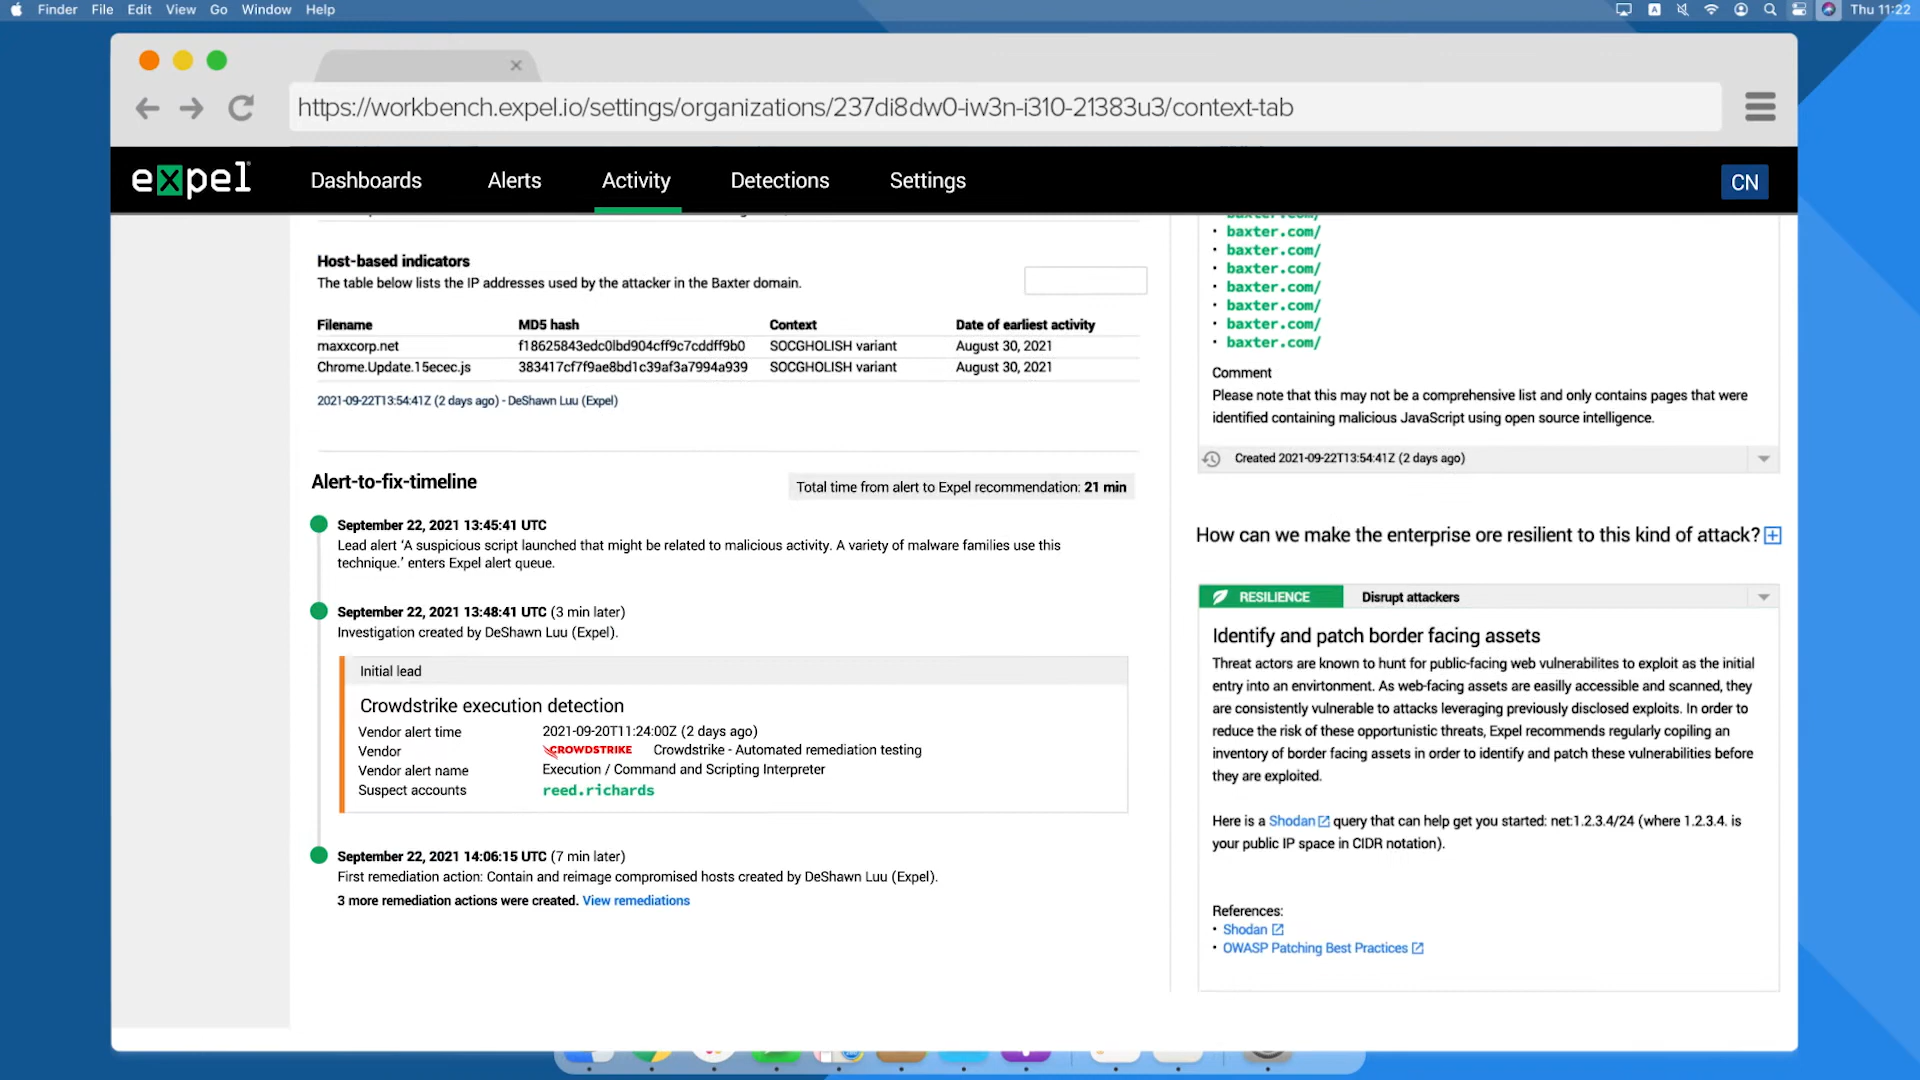 Finder File Edit View Go Window Help
A
Thu 11:22
https://workbench.expel.io/settings/organizations/237di8dw0-iw3n-i310-21383u3/context-tab
expel
Dashboards Alerts Activity Detections Settings
CN
Host-based indicators
The table below lists the IP addresses used by the attacker in the Baxter domain.
Filename MD5 hash Context Date of earliest activity
maxxcorp.net f18625843edc0lbd904cff9c7cddff9b0 SOCGHOLISH variant August 30, 2021
Chrome.Update.15ecec.js 383417cf7f9ae8bd1c39af3a7994a939 SOCGHOLISH variant August 30, 2021
2021-09-22T13:54:41Z (2 days ago) - DeShawn Luu (Expel)
Alert-to-fix-timeline
Total time from alert to Expel recommendation: 21 min
September 22, 2021 13:45:41 UTC
Lead alert ‘A suspicious script launched that might be related to malicious activity. A variety of malware families use this
technique.’ enters Expel alert queue.
September 22, 2021 13:48:41 UTC (3 min later)
Investigation created by DeShawn Luu (Expel).
Initial lead
Crowdstrike execution detection
Vendor alert time 2021-09-20T11:24:00Z (2 days ago)
Vendor CROWDSTRIKE Crowdstrike - Automated remediation testing
Vendor alert name Execution / Command and Scripting Interpreter
Suspect accounts reed.richards
September 22, 2021 14:06:15 UTC (7 min later)
First remediation action: Contain and reimage compromised hosts created by DeShawn Luu (Expel).
3 more remediation actions were created. View remediations
baxter.com/
baxter.com/
baxter.com/
baxter.com/
baxter.com/
baxter.com/
baxter.com/
baxter.com/
Comment
Please note that this may not be a comprehensive list and only contains pages that were
identified containing malicious JavaScript using open source intelligence.
Created 2021-09-22T13:54:41Z (2 days ago)
How can we make the enterprise ore resilient to this kind of attack?
RESILIENCE Disrupt attackers
Identify and patch border facing assets
Threat actors are known to hunt for public-facing web vulnerabilites to exploit as the initial
entry into an envirtonment. As web-facing assets are easilly accessible and scanned, they
are consistently vulnerable to attacks leveraging previously disclosed exploits. In order to
reduce the risk of these opportunistic threats, Expel recommends regularly copiling an
inventory of border facing assets in order to identify and patch these vulnerabilities before
they are exploited.
Here is a Shodan query that can help get you started: net:1.2.3.4/24 (where 1.2.3.4. is
your public IP space in CIDR notation).
References:
• Shodan
• OWASP Patching Best Practices